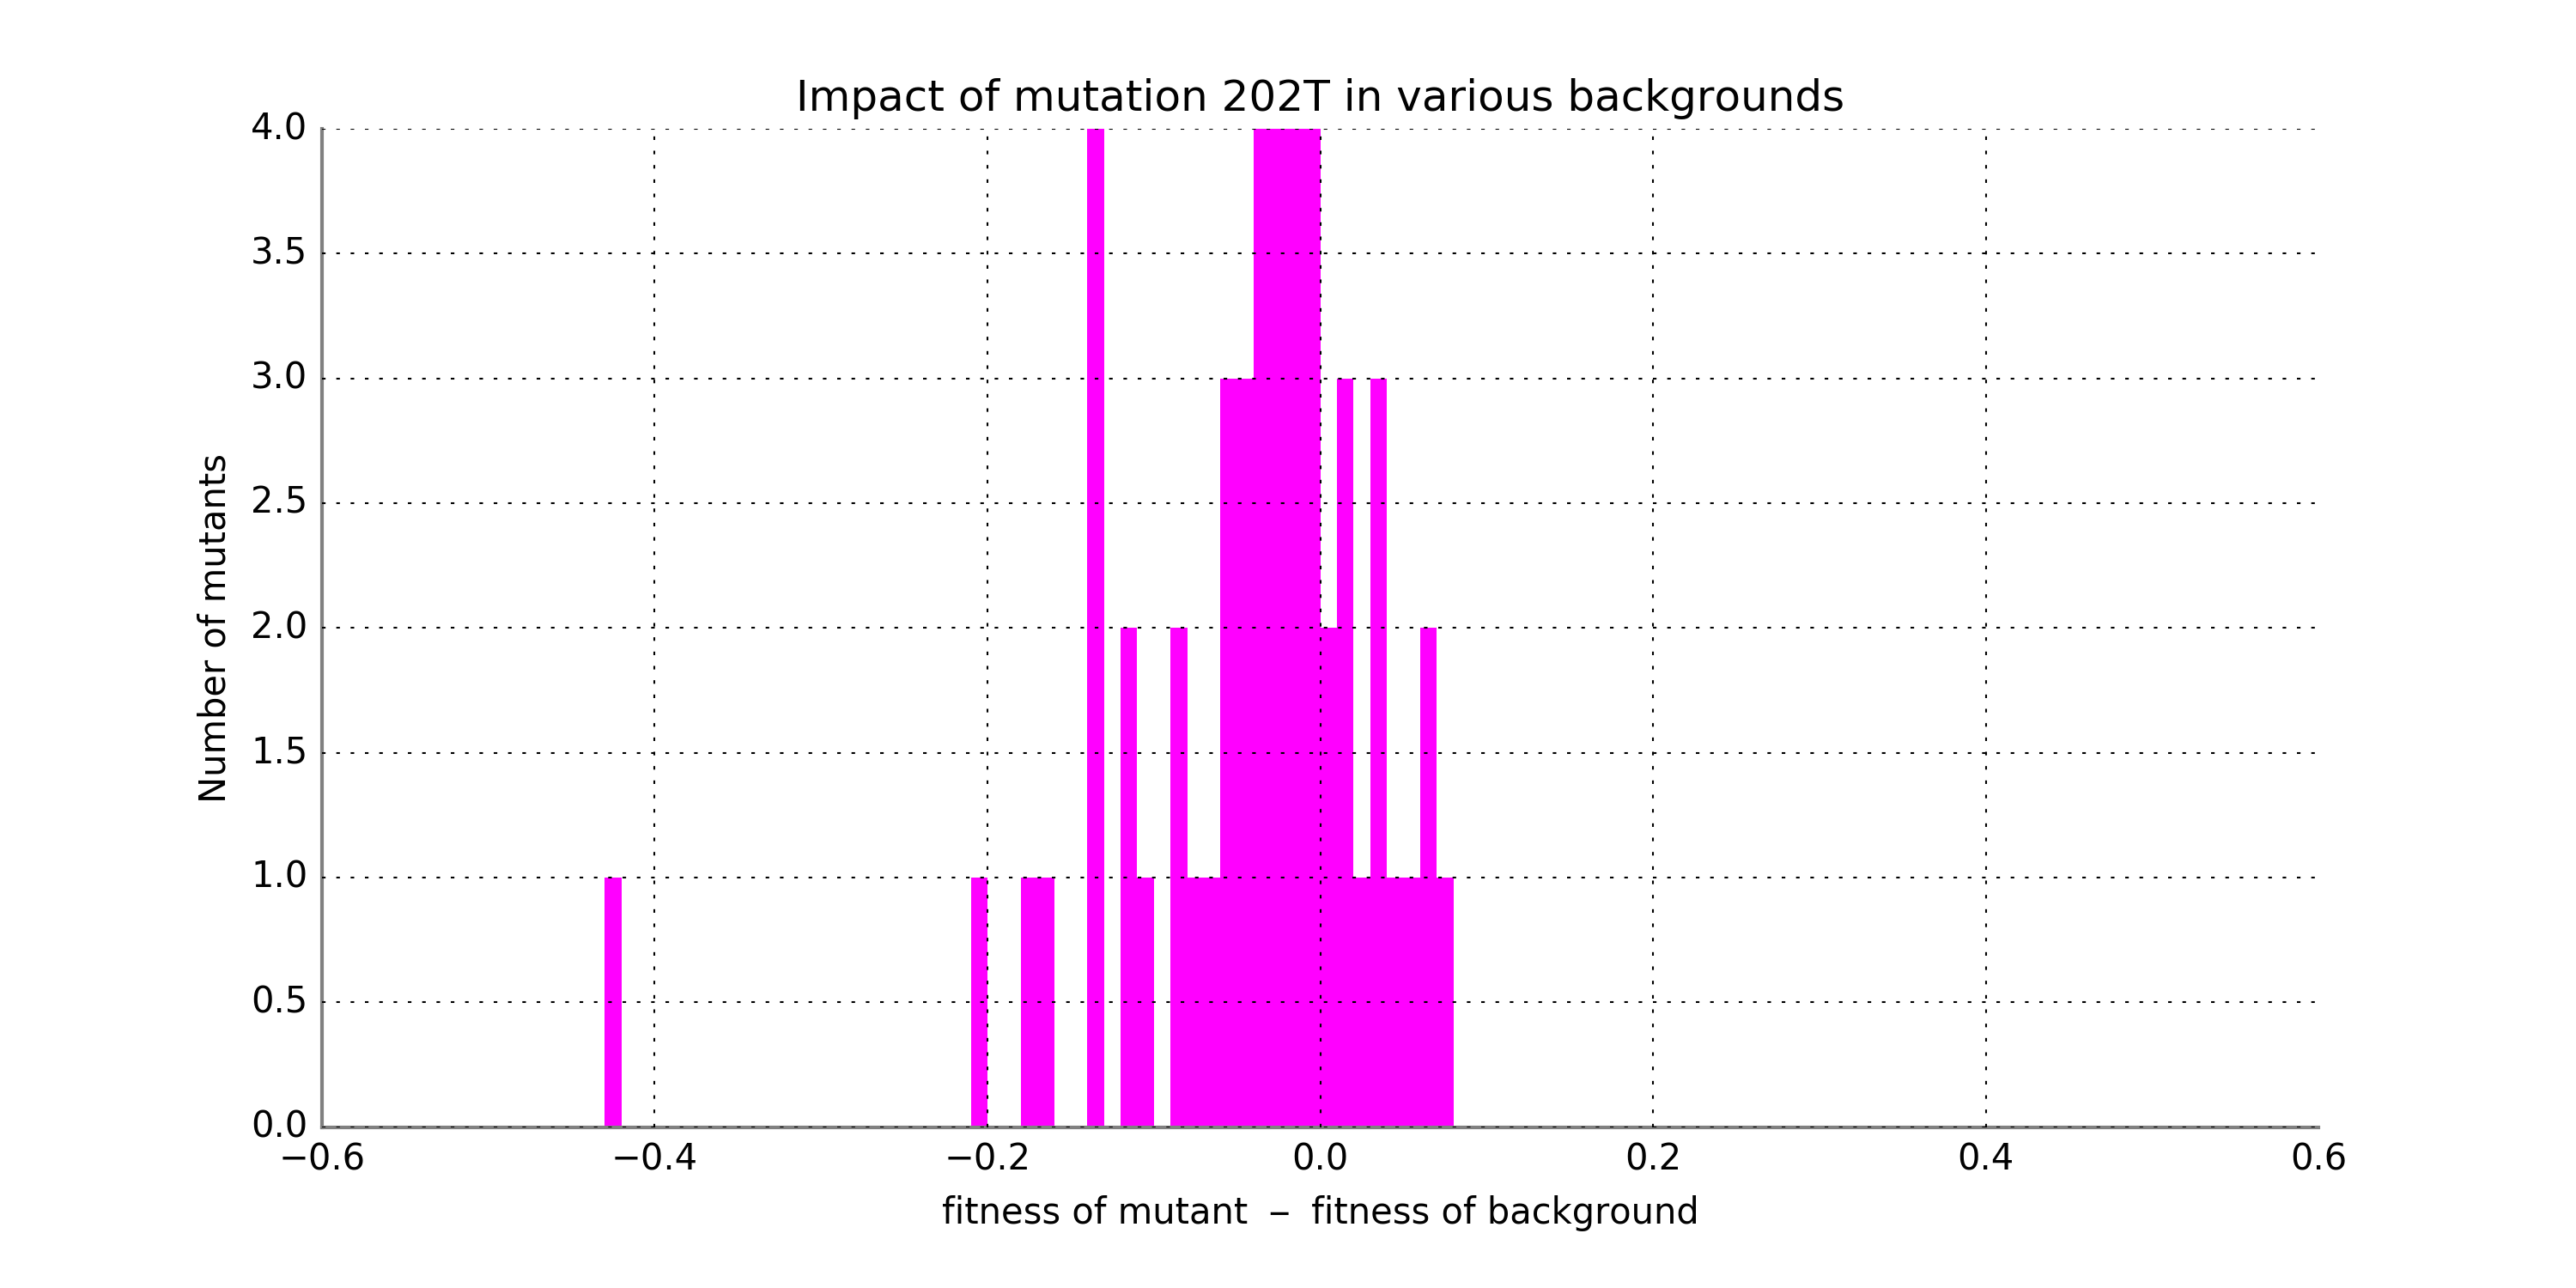 Impact of mutation 202T in various backgrounds
4.0
3.5
3.0
2.5
2.0
1.5
1.0
0.5
0.0
Number of mutants
−0.6 −0.4 −0.2 0.0 0.2 0.4 0.6
fitness of mutant − fitness of background